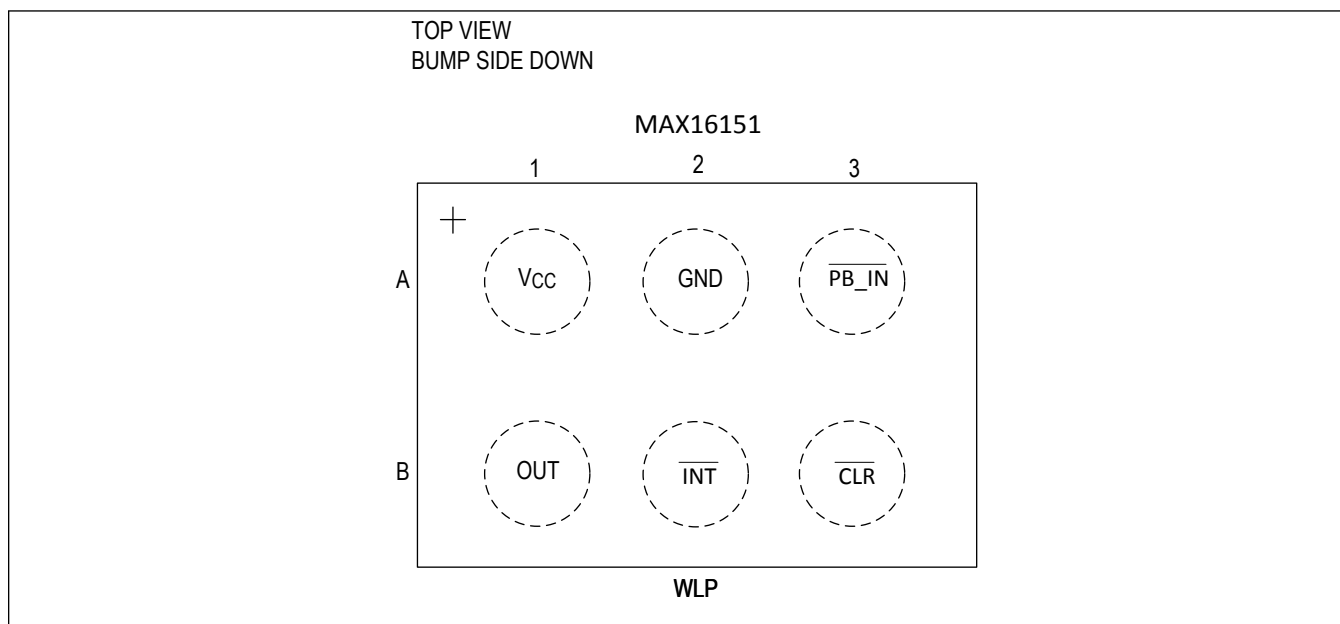 TOP VIEW
BUMP SIDE DOWN
MAX16151
1 2 3
A VCC GND PB_IN
B OUT INT CLR
WLP